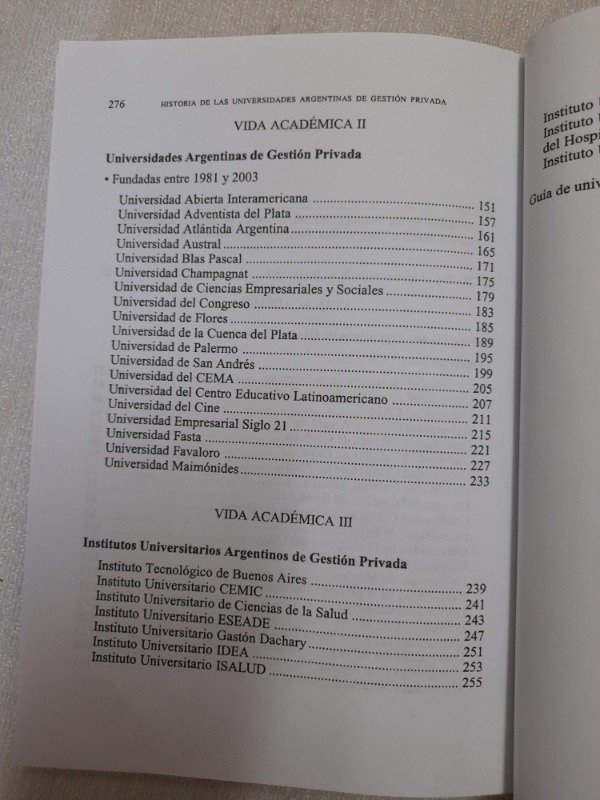 276 HISTORIA DE LAS UNIVERSIDADES ARGENTINAS DE GESTIÓN PRIVADA
VIDA ACADÉMICA II
Universidades Argentinas de Gestión Privada
• Fundadas entre 1981 y 2003
Universidad Abierta Interamericana ... 151
Universidad Adventista del Plata ... 157
Universidad Atlántida Argentina ... 161
Universidad Austral ... 165
Universidad Blas Pascal ... 171
Universidad Champagnat ... 175
Universidad de Ciencias Empresariales y Sociales ... 179
Universidad del Congreso ... 183
Universidad de Flores ... 185
Universidad de la Cuenca del Plata ... 189
Universidad de Palermo ... 195
Universidad de San Andrés ... 199
Universidad del CEMA ... 205
Universidad del Centro Educativo Latinoamericano ... 207
Universidad del Cine ... 211
Universidad Empresarial Siglo 21 ... 215
Universidad Fasta ... 221
Universidad Favaloro ... 227
Universidad Maimónides ... 233
VIDA ACADÉMICA III
Institutos Universitarios Argentinos de Gestión Privada
Instituto Tecnológico de Buenos Aires ... 239
Instituto Universitario CEMIC ... 241
Instituto Universitario de Ciencias de la Salud ... 243
Instituto Universitario ESEADE ... 247
Instituto Universitario Gastón Dachary ... 251
Instituto Universitario IDEA ... 253
Instituto Universitario ISALUD ... 255
Instituto
Instituto
del Hospi
Instituto
Guía de univ